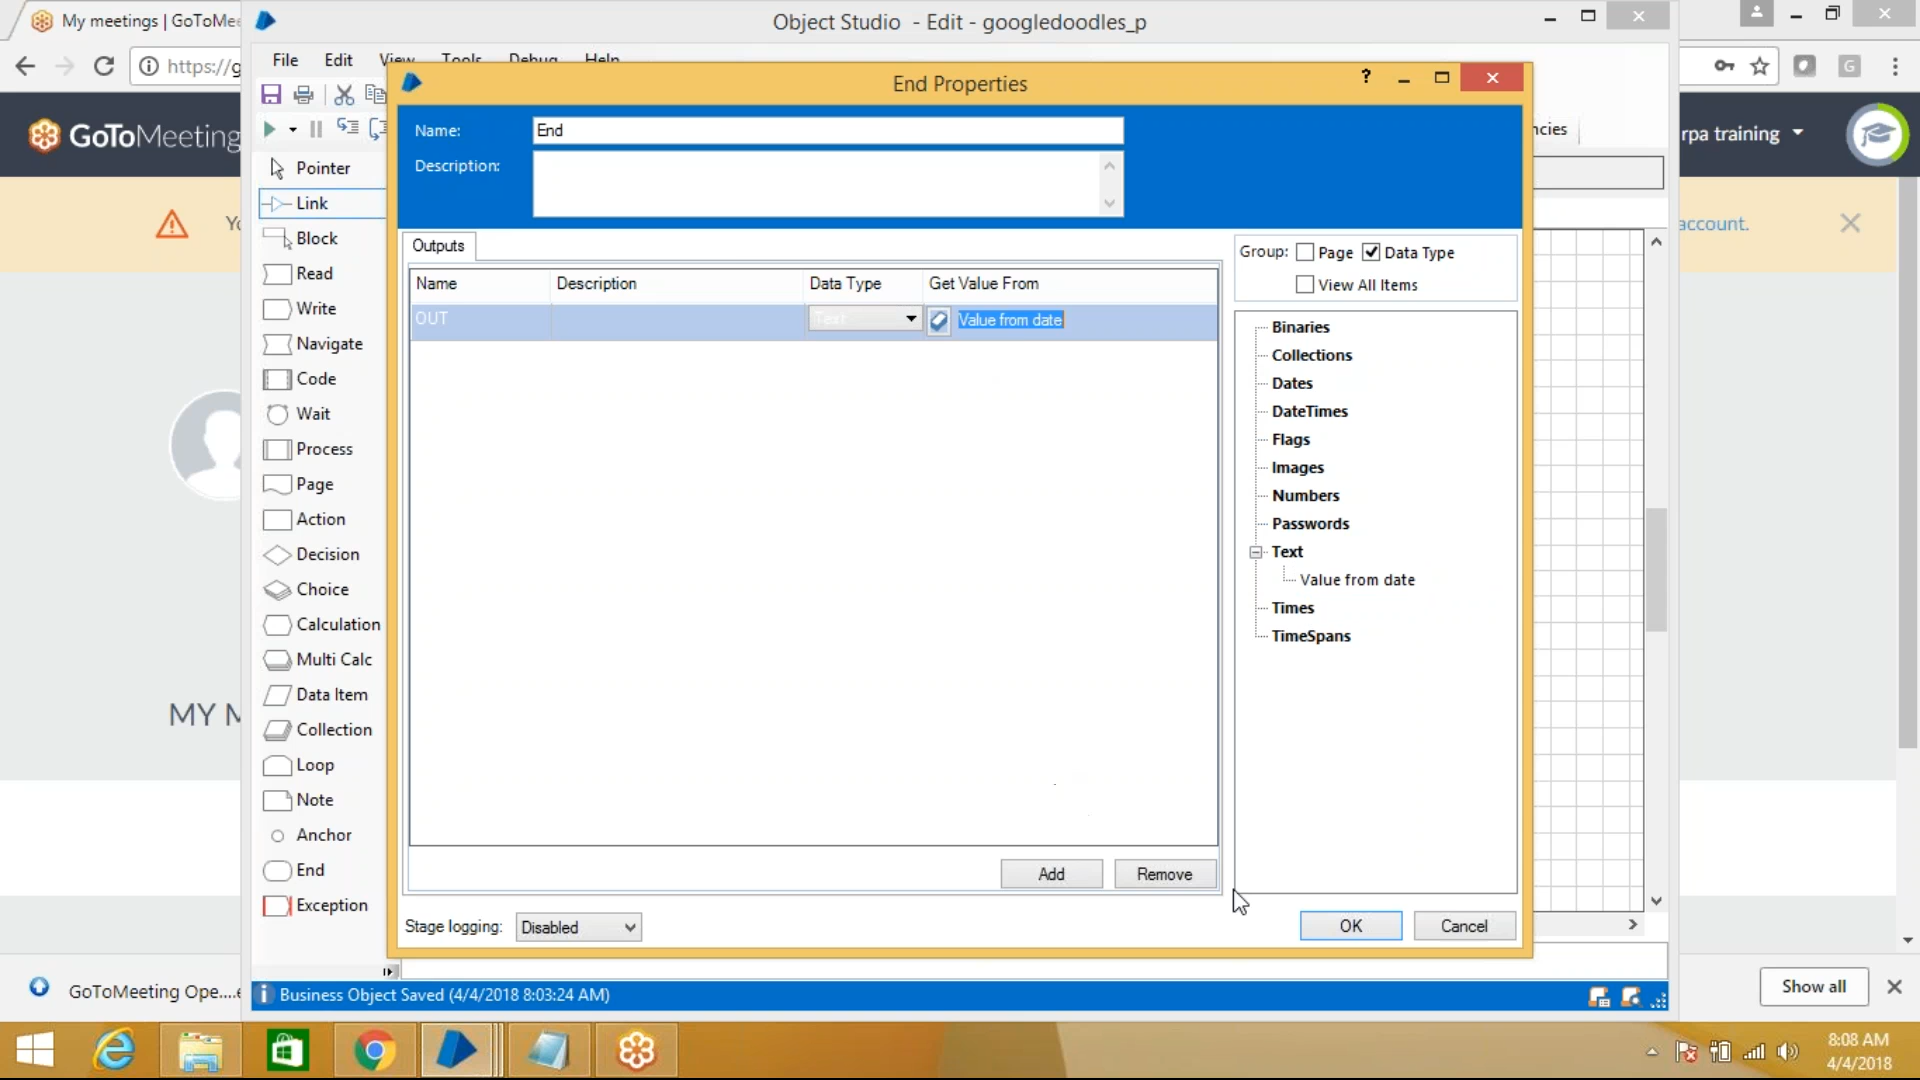 My meetings | GoToMee
Object Studio  - Edit - googledoodles_p
https://g
File Edit View Tools Debug Help
End Properties
?
GoToMeeting
Name: End
Description:
ncies
rpa training
Pointer
Link
Block
Read
Write
Navigate
Code
Wait
Process
Page
Action
Decision
Choice
Calculation
Multi Calc
Data Item
Collection
Loop
Note
Anchor
End
Exception
Yo
account.
MY M
Outputs
Name Description Data Type Get Value From
OUT Text Value from date
Group: Page Data Type
View All Items
Binaries
Collections
Dates
DateTimes
Flags
Images
Numbers
Passwords
Text
Value from date
Times
TimeSpans
Add Remove
Stage logging: Disabled
OK Cancel
GoToMeeting Ope....e
Business Object Saved (4/4/2018 8:03:24 AM)
Show all
8:08 AM
4/4/2018